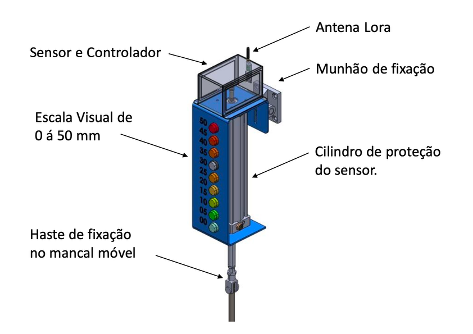 Antena Lora
Sensor e Controlador
Munhão de fixação
Escala Visual de
0 á 50 mm
Cilindro de proteção
do sensor.
Haste de fixação
no mancal móvel
50
45
40
35
30
25
20
15
10
05
00